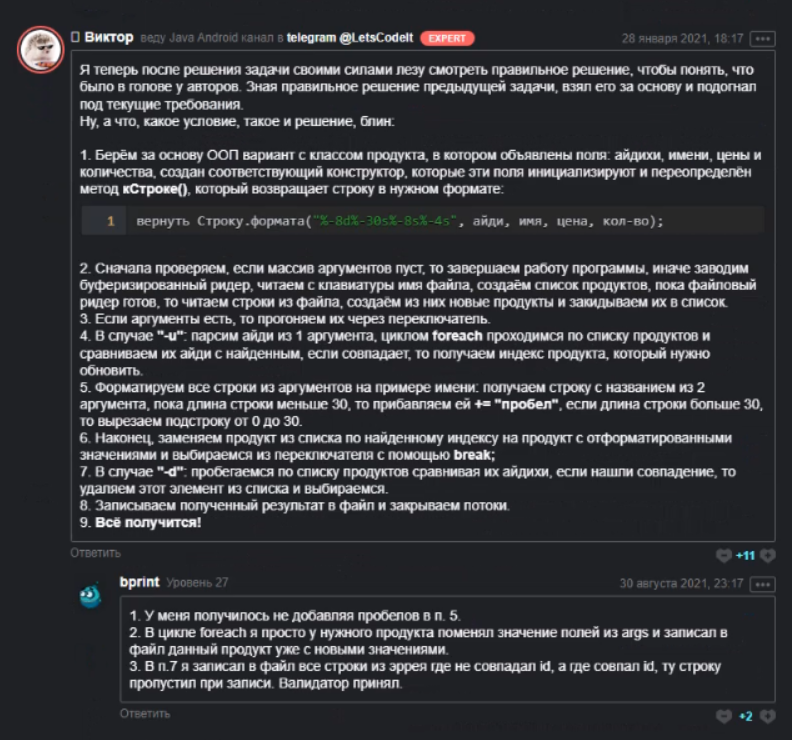 Виктор веду Java Android канал в telegram @LetsCodeIt EXPERT 28 января 2021, 18:17
Я теперь после решения задачи своими силами лезу смотреть правильное решение, чтобы понять, что
было в голове у авторов. Зная правильное решение предыдущей задачи, взял его за основу и подогнал
под текущие требования.
Ну, а что, какое условие, такое и решение, блин:
1. Берём за основу ООП вариант с классом продукта, в котором объявлены поля: айдихи, имени, цены и
количества, создан соответствующий конструктор, которые эти поля инициализируют и переопределён
метод кСтроке(), который возвращает строку в нужном формате:
1 вернуть Строку.формата("%-8d%-30s%-8s%-4s", айди, имя, цена, кол-во);
2. Сначала проверяем, если массив аргументов пуст, то завершаем работу программы, иначе заводим
буферизированный ридер, читаем с клавиатуры имя файла, создаём список продуктов, пока файловый
ридер готов, то читаем строки из файла, создаём из них новые продукты и закидываем их в список.
3. Если аргументы есть, то прогоняем их через переключатель.
4. В случае "-u": парсим айди из 1 аргумента, циклом foreach проходимся по списку продуктов и
сравниваем их айди с найденным, если совпадает, то получаем индекс продукта, который нужно
обновить.
5. Форматируем все строки из аргументов на примере имени: получаем строку с названием из 2
аргумента, пока длина строки меньше 30, то прибавляем ей += "пробел", если длина строки больше 30,
то вырезаем подстроку от 0 до 30.
6. Наконец, заменяем продукт из списка по найденному индексу на продукт с отформатированными
значениями и выбираемся из переключателя с помощью break;
7. В случае "-d": пробегаемся по списку продуктов сравнивая их айдихи, если нашли совпадение, то
удаляем этот элемент из списка и выбираемся.
8. Записываем полученный результат в файл и закрываем потоки.
9. Всё получится!
Ответить +11
bprint Уровень 27 30 августа 2021, 23:17
1. У меня получилось не добавляя пробелов в п. 5.
2. В цикле foreach я просто у нужного продукта поменял значение полей из args и записал в
файл данный продукт уже с новыми значениями.
3. В п.7 я записал в файл все строки из эррея где не совпадал id, а где совпал id, ту строку
пропустил при записи. Валидатор принял.
Ответить +2